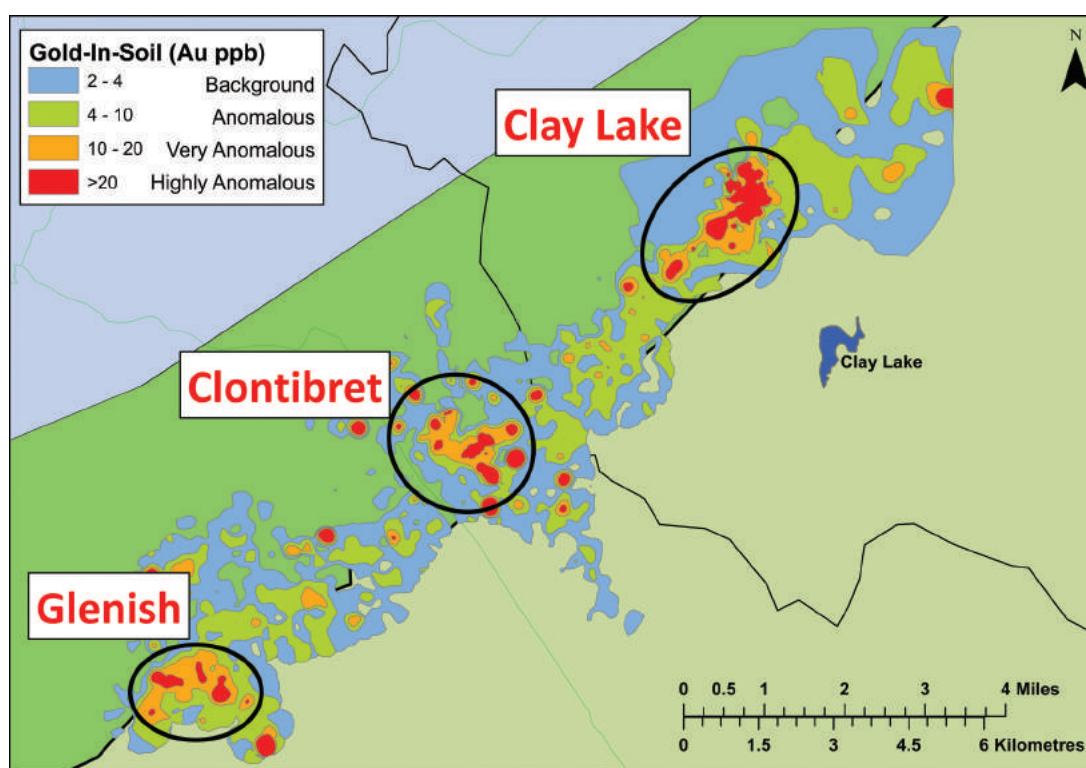 Gold-In-Soil (Au ppb)
2 - 4 Background
4 - 10 Anomalous
10 - 20 Very Anomalous
>20 Highly Anomalous
N
Clay Lake
Clay Lake
Clontibret
Glenish
0 0.5 1 2 3 4 Miles
0 1.5 3 4.5 6 Kilometres